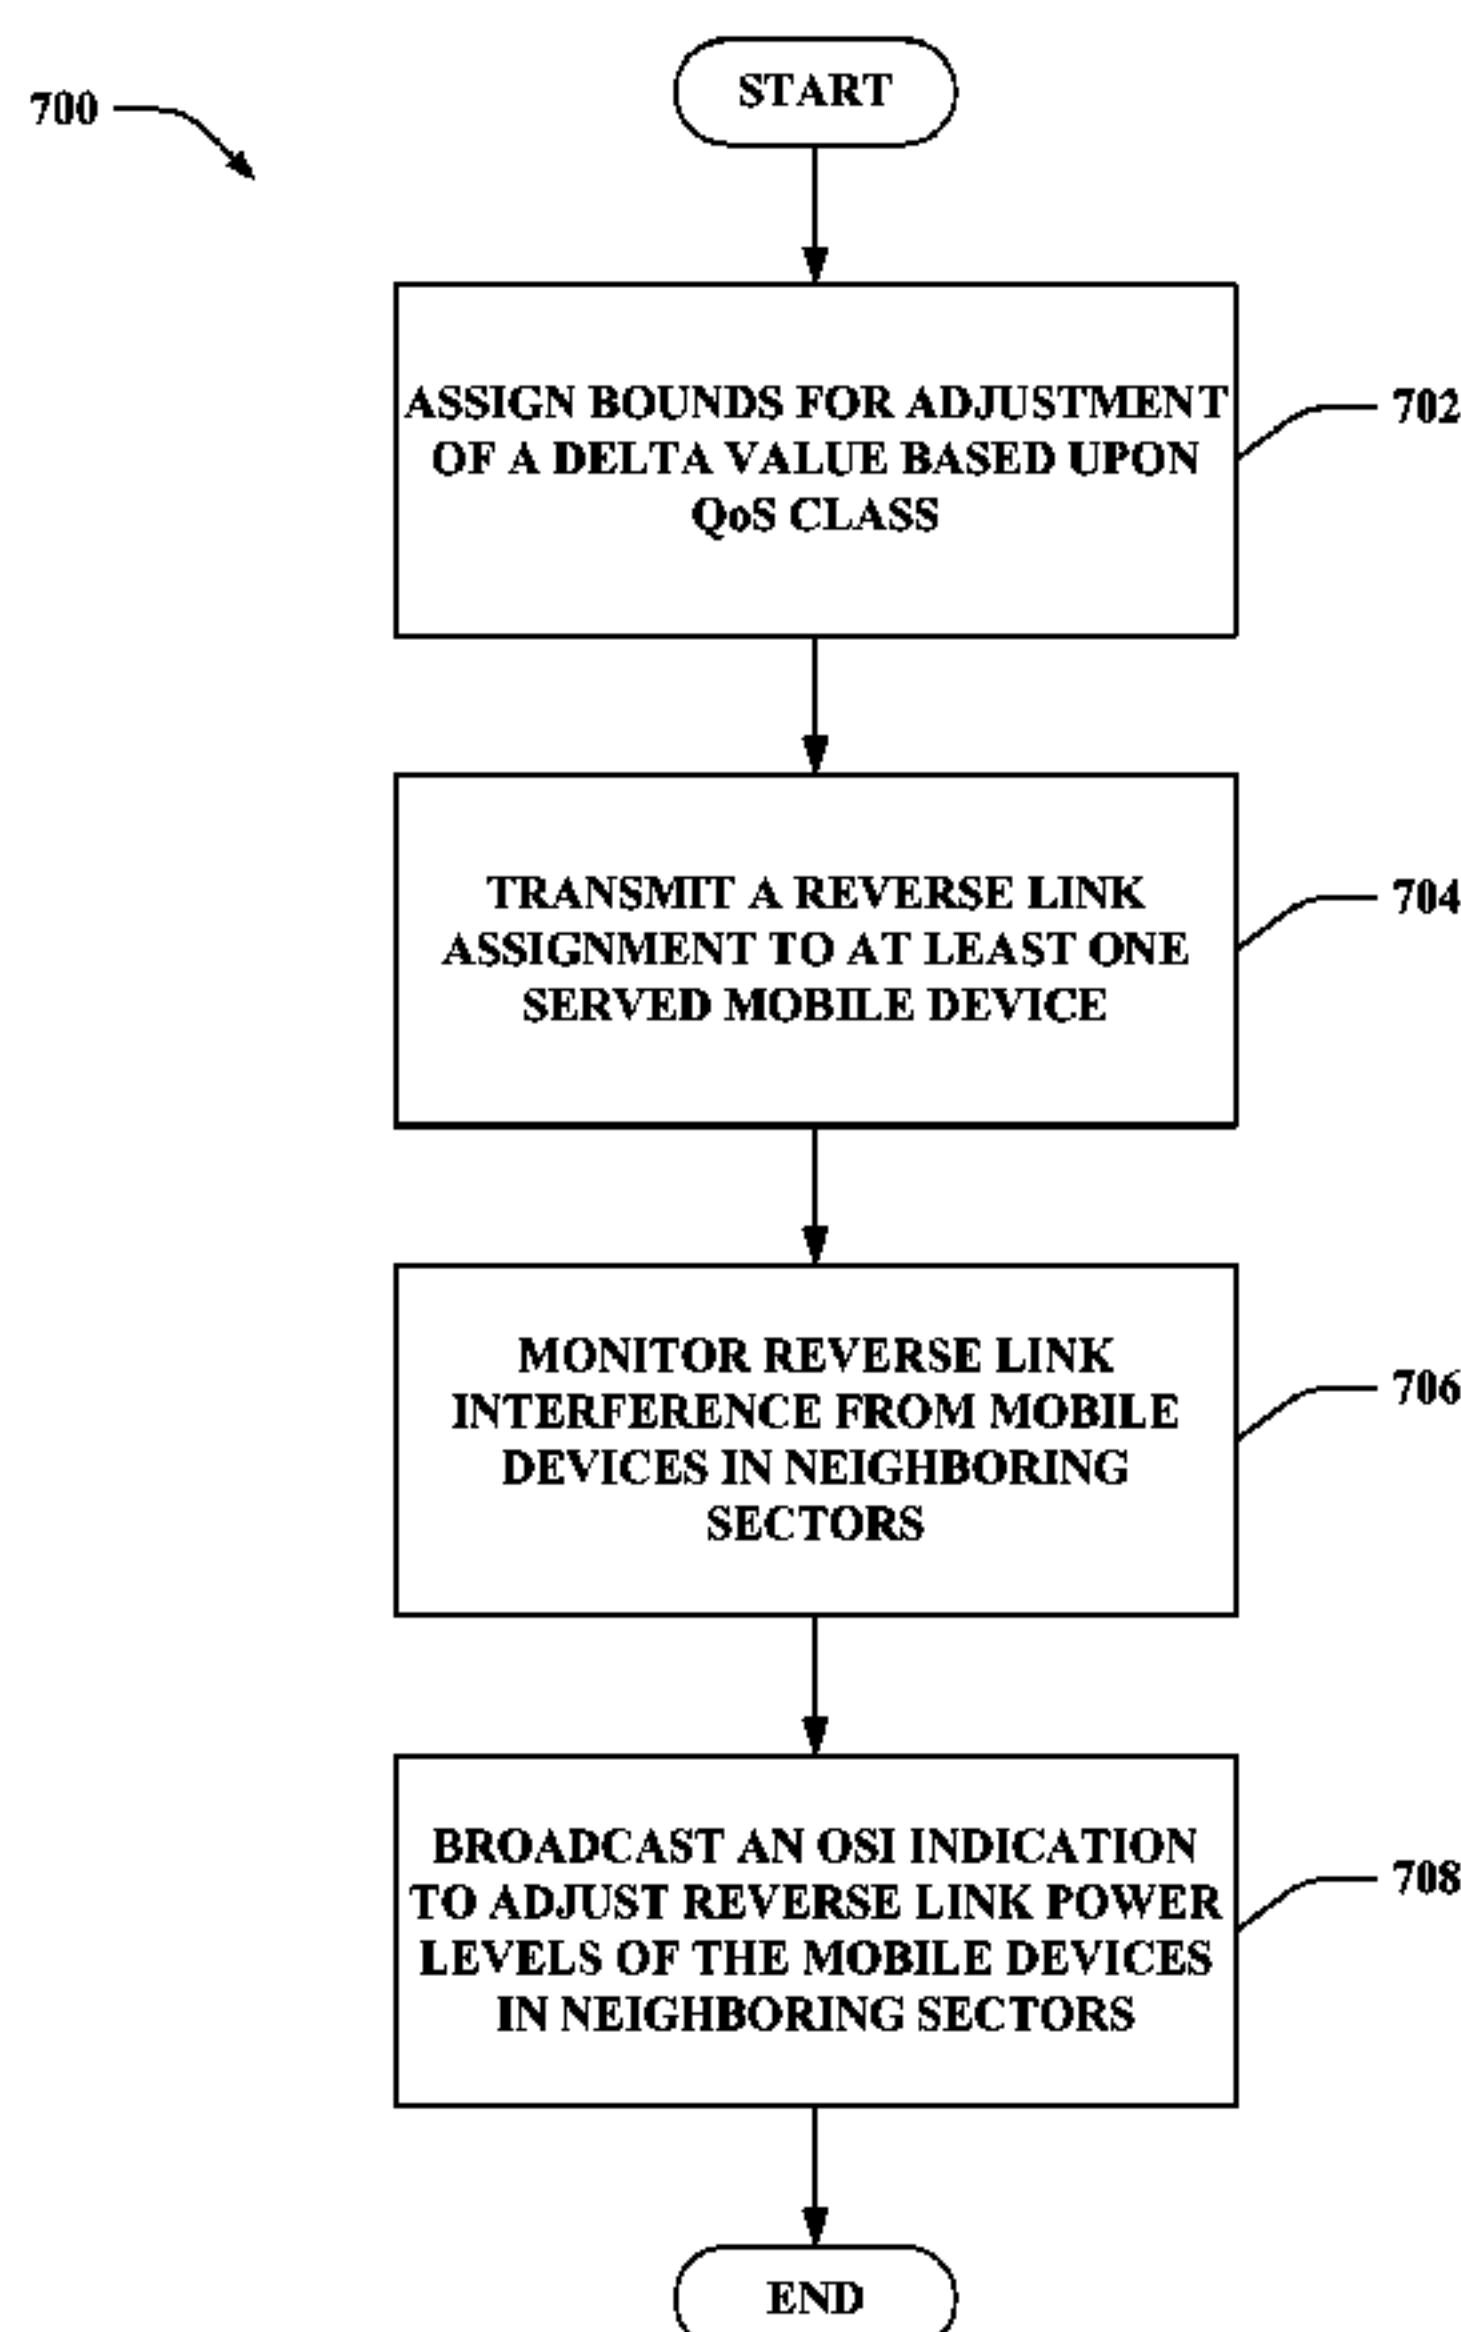 700
START
ASSIGN BOUNDS FOR ADJUSTMENT
OF A DELTA VALUE BASED UPON
QoS CLASS
702
TRANSMIT A REVERSE LINK
ASSIGNMENT TO AT LEAST ONE
SERVED MOBILE DEVICE
704
MONITOR REVERSE LINK
INTERFERENCE FROM MOBILE
DEVICES IN NEIGHBORING
SECTORS
706
BROADCAST AN OSI INDICATION
TO ADJUST REVERSE LINK POWER
LEVELS OF THE MOBILE DEVICES
IN NEIGHBORING SECTORS
708
END